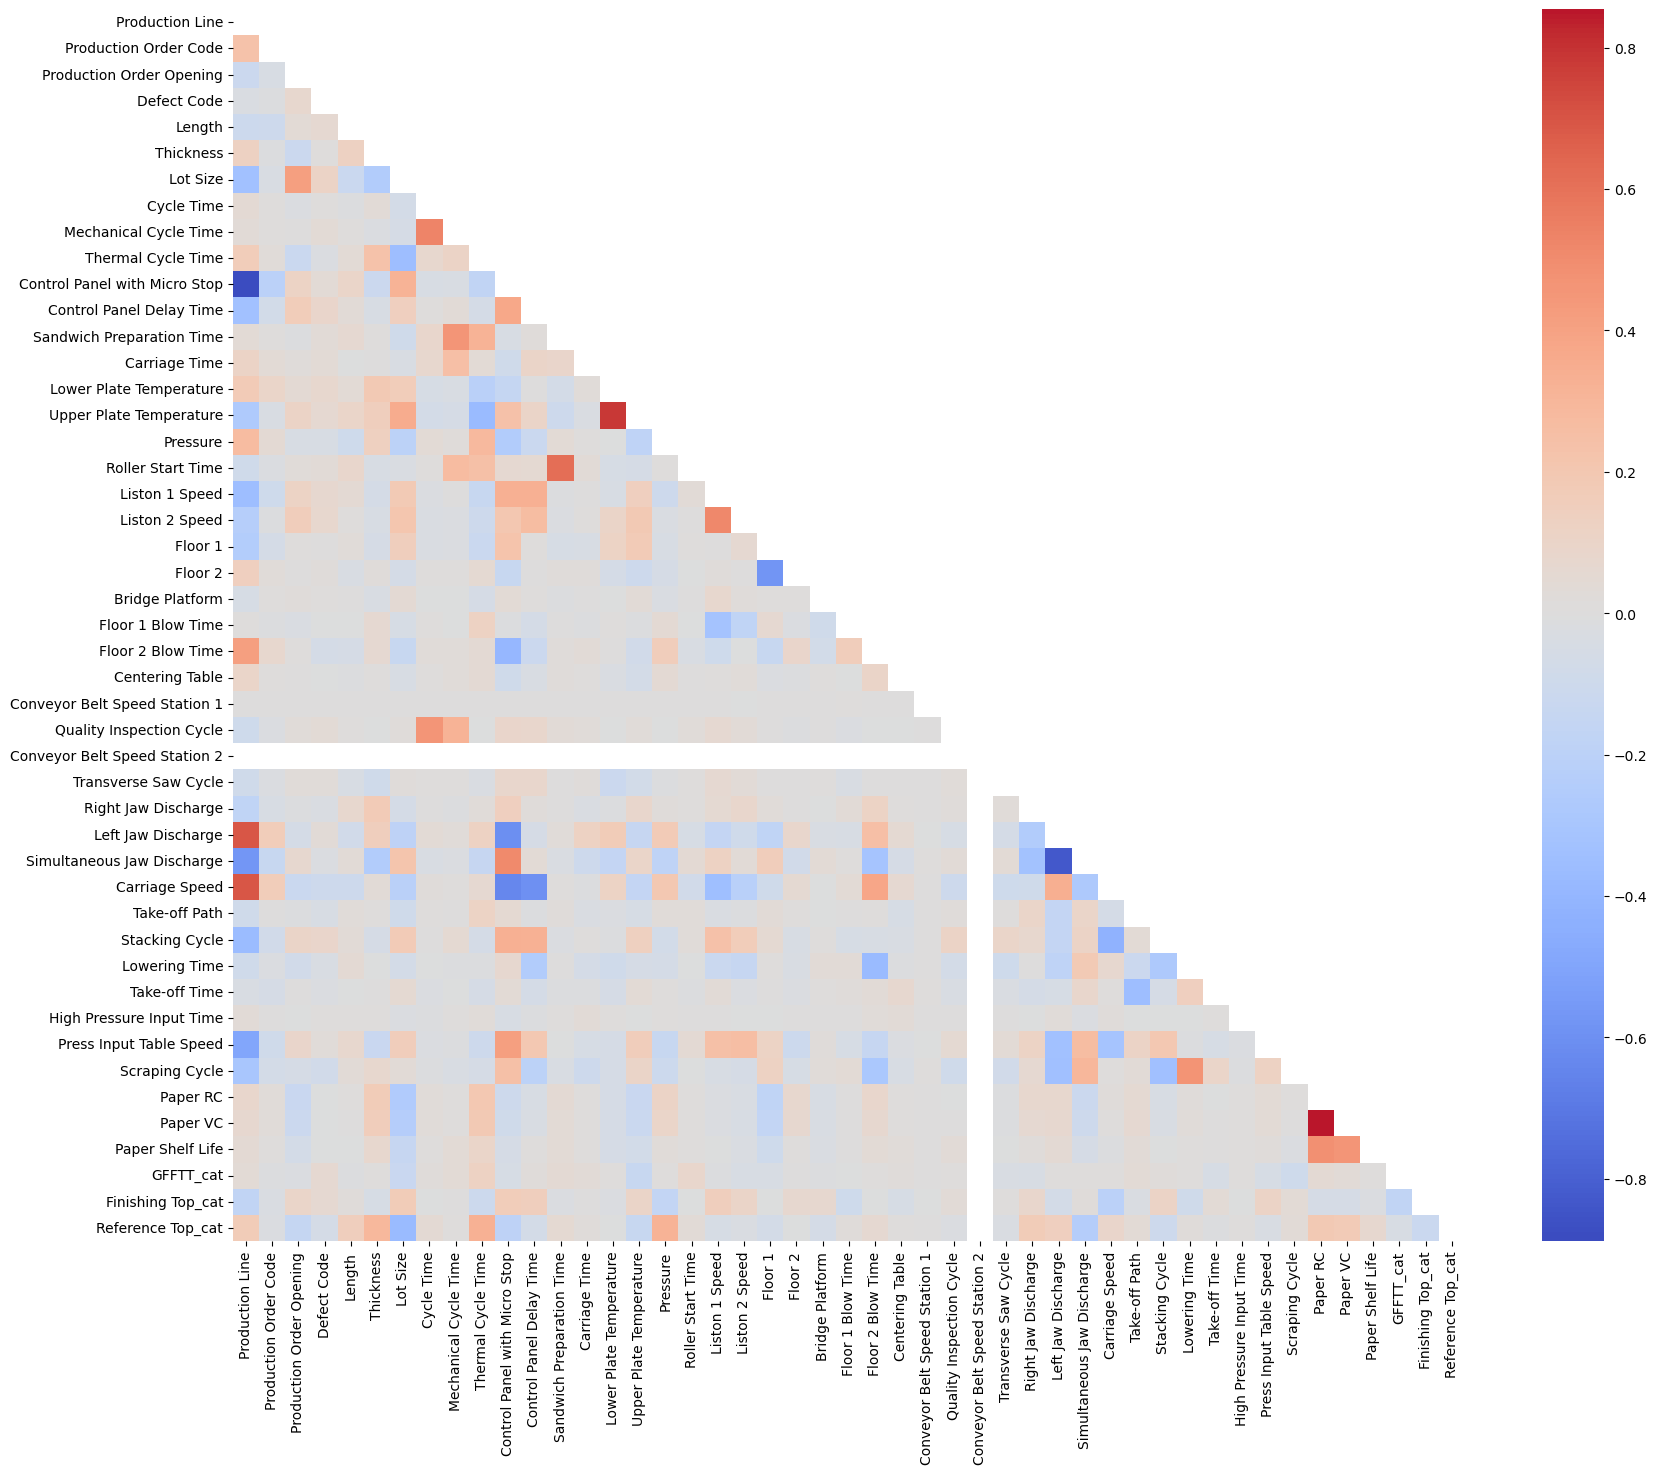 Production Line
Production Order Code
Production Order Opening
Defect Code
Length
Thickness
Lot Size
Cycle Time
Mechanical Cycle Time
Thermal Cycle Time
Control Panel with Micro Stop
Control Panel Delay Time
Sandwich Preparation Time
Carriage Time
Lower Plate Temperature
Upper Plate Temperature
Pressure
Roller Start Time
Liston 1 Speed
Liston 2 Speed
Floor 1
Floor 2
Bridge Platform
Floor 1 Blow Time
Floor 2 Blow Time
Centering Table
Conveyor Belt Speed Station 1
Quality Inspection Cycle
Conveyor Belt Speed Station 2
Transverse Saw Cycle
Right Jaw Discharge
Left Jaw Discharge
Simultaneous Jaw Discharge
Carriage Speed
Take-off Path
Stacking Cycle
Lowering Time
Take-off Time
High Pressure Input Time
Press Input Table Speed
Scraping Cycle
Paper RC
Paper VC
Paper Shelf Life
GFFTT_cat
Finishing Top_cat
Reference Top_cat
Production Line
Production Order Code
Production Order Opening
Defect Code
Length
Thickness
Lot Size
Cycle Time
Mechanical Cycle Time
Thermal Cycle Time
Control Panel with Micro Stop
Control Panel Delay Time
Sandwich Preparation Time
Carriage Time
Lower Plate Temperature
Upper Plate Temperature
Pressure
Roller Start Time
Liston 1 Speed
Liston 2 Speed
Floor 1
Floor 2
Bridge Platform
Floor 1 Blow Time
Floor 2 Blow Time
Centering Table
Conveyor Belt Speed Station 1
Quality Inspection Cycle
Conveyor Belt Speed Station 2
Transverse Saw Cycle
Right Jaw Discharge
Left Jaw Discharge
Simultaneous Jaw Discharge
Carriage Speed
Take-off Path
Stacking Cycle
Lowering Time
Take-off Time
High Pressure Input Time
Press Input Table Speed
Scraping Cycle
Paper RC
Paper VC
Paper Shelf Life
GFFTT_cat
Finishing Top_cat
Reference Top_cat
0.8
0.6
0.4
0.2
0.0
−0.2
−0.4
−0.6
−0.8